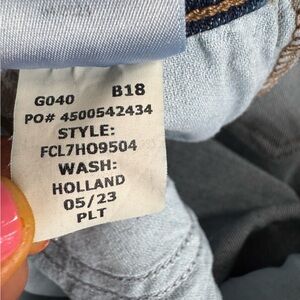 G040 B18
PO# 4500542434
STYLE:
FCL7HO9504
WASH:
HOLLAND
05/23
PLT